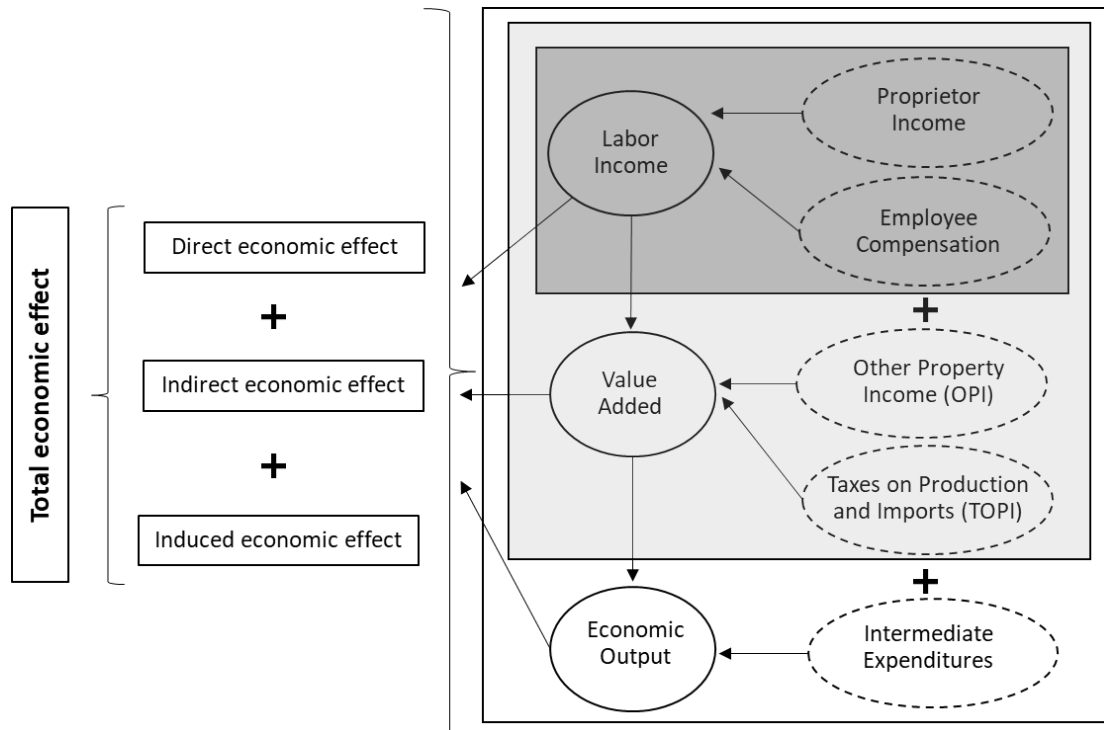 Total economic effect
Direct economic effect
+
Indirect economic effect
+
Induced economic effect
Labor
Income
Proprietor
Income
Employee
Compensation
+
Value
Added
Other Property
Income (OPI)
Taxes on Production
and Imports (TOPI)
+
Economic
Output
Intermediate
Expenditures